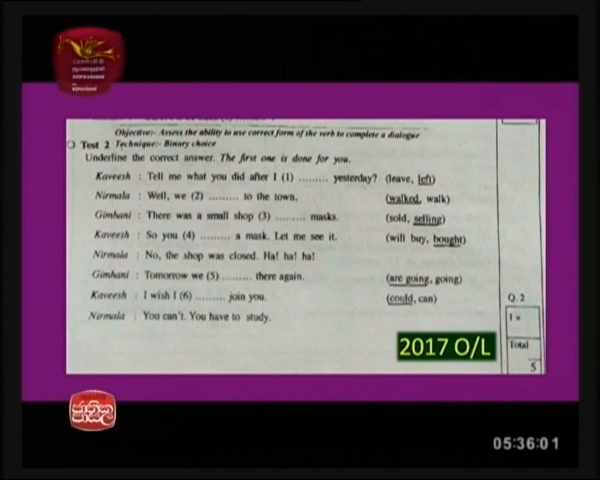 Objective:- Assess the ability to use correct form of the verb to complete a dialogue
Test 2 Technique:- Binary choice
Underline the correct answer. The first one is done for you.
Kaveesh : Tell me what you did after I (1) ......... yesterday? (leave, left)
Nirmala : Well, we (2) ......... to the town. (walked, walk)
Gimhani : There was a small shop (3) ......... masks. (sold, selling)
Kaveesh : So you (4) ......... a mask. Let me see it. (will buy, bought)
Nirmala : No, the shop was closed. Ha! ha! ha!
Gimhani : Tomorrow we (5) ......... there again. (are going, going)
Kaveesh : I wish I (6) ......... join you. (could, can)
Nirmala : You can't. You have to study.
Q. 2
1 ×
Total
5
2017 O/L
ජාතික
පාසල
05:36:01